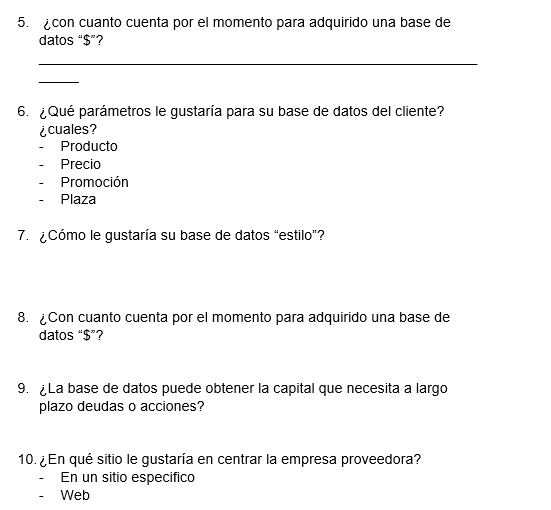 5. ¿con cuanto cuenta por el momento para adquirido una base de
datos “$”?
6. ¿Qué parámetros le gustaría para su base de datos del cliente?
¿cuales?
- Producto
- Precio
- Promoción
- Plaza
7. ¿Cómo le gustaría su base de datos “estilo”?
8. ¿Con cuanto cuenta por el momento para adquirido una base de
datos “$”?
9. ¿La base de datos puede obtener la capital que necesita a largo
plazo deudas o acciones?
10. ¿En qué sitio le gustaría en centrar la empresa proveedora?
- En un sitio especifico
- Web